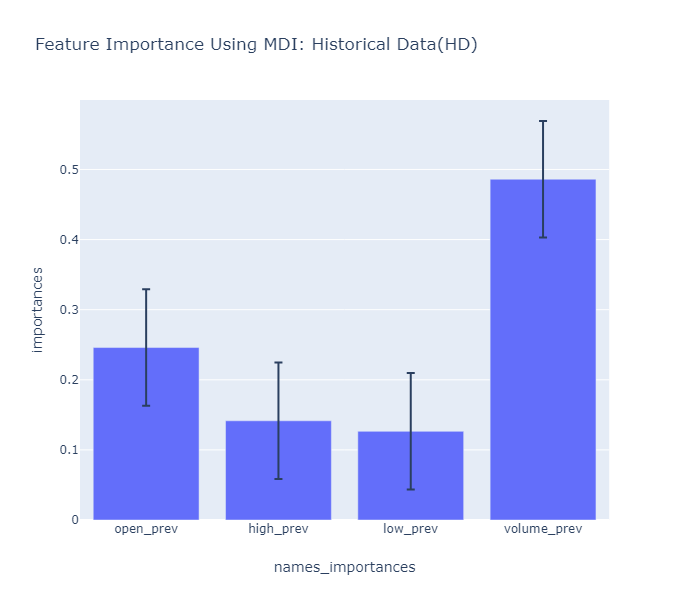 Feature Importance Using MDI: Historical Data(HD)
importances
0.5
0.4
0.3
0.2
0.1
0
open_prev
high_prev
low_prev
volume_prev
names_importances